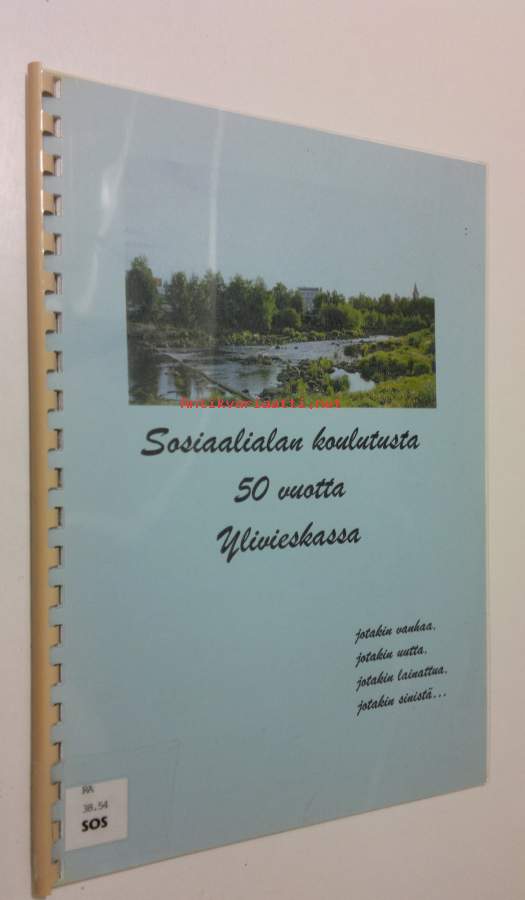 Antikvariaatti.net
Sosiaalialan koulutusta
50 vuotta
Ylivieskassa
jotakin vanhaa,
jotakin uutta,
jotakin lainattua,
jotakin sinistä...
RA
38.54
SOS